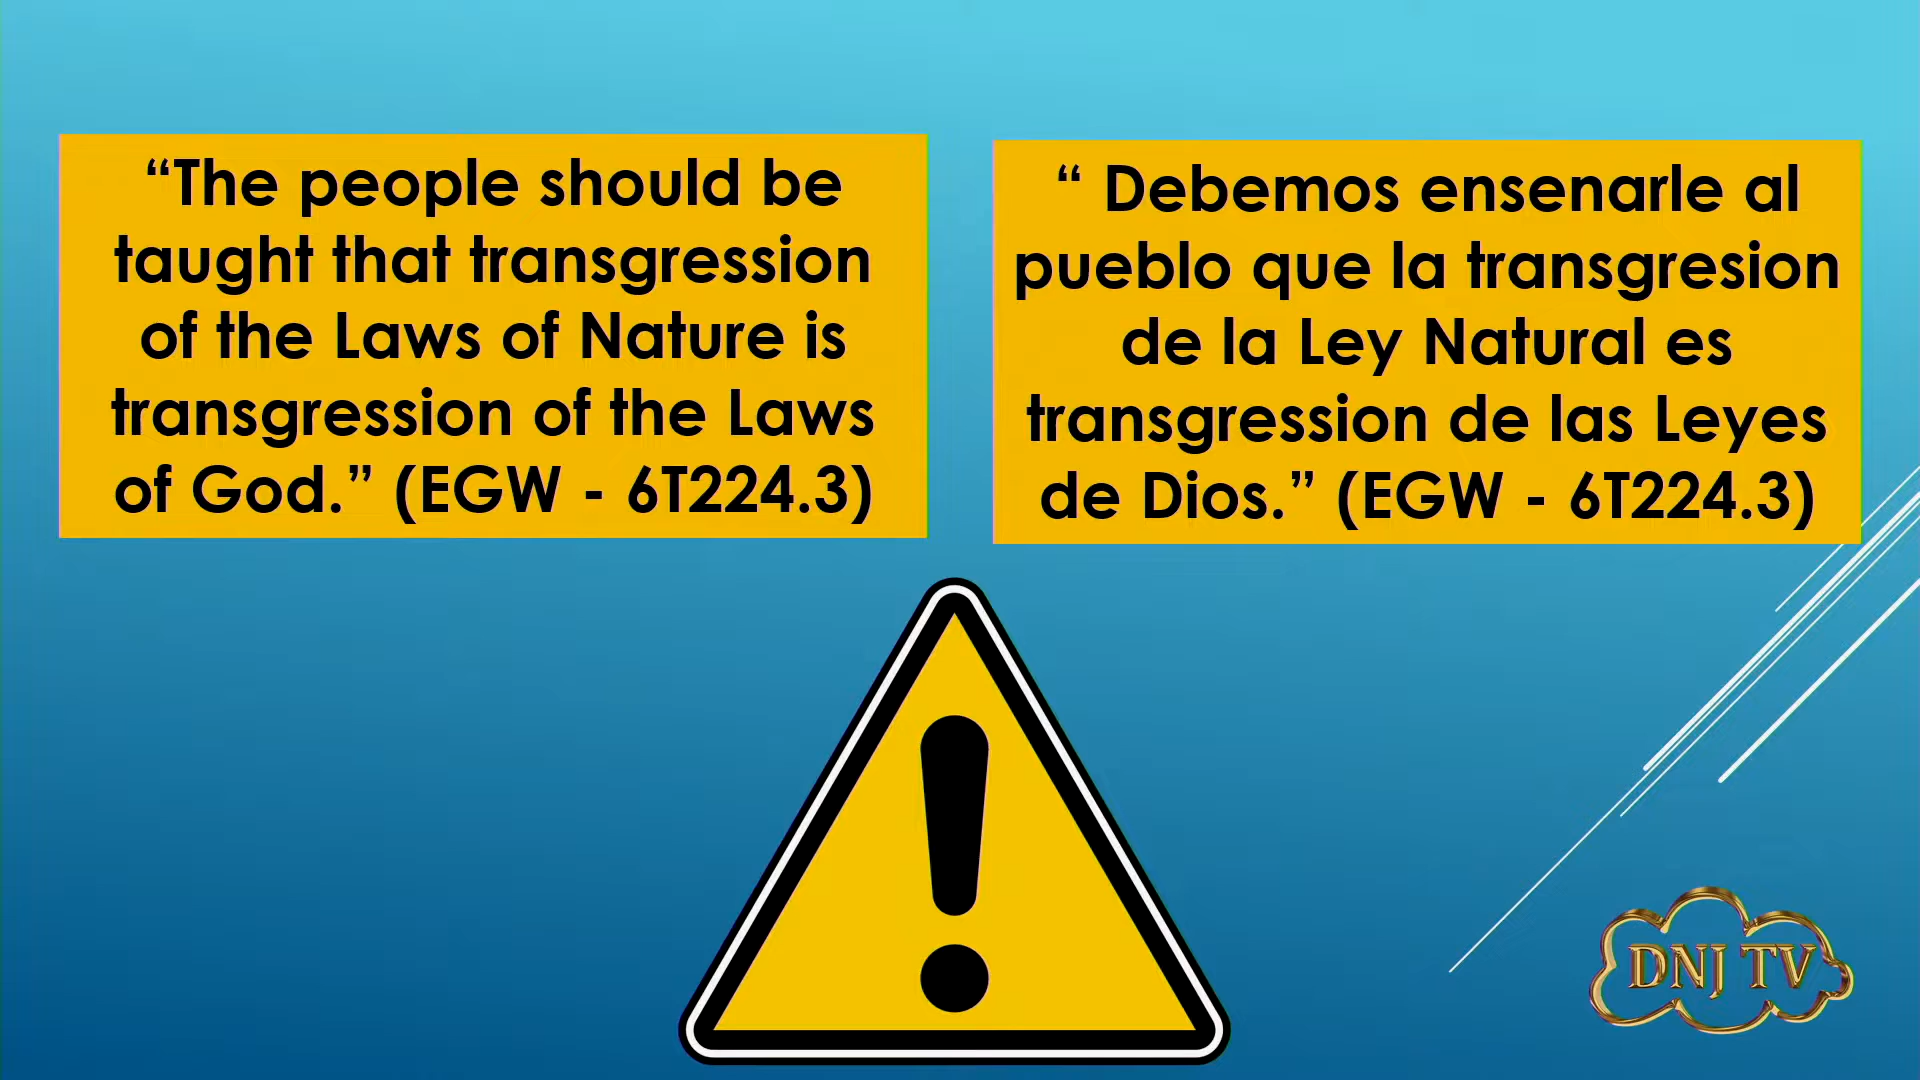 “The people should be
taught that transgression
of the Laws of Nature is
transgression of the Laws
of God.” (EGW - 6T224.3)
“ Debemos ensenarle al
pueblo que la transgresion
de la Ley Natural es
transgression de las Leyes
de Dios.” (EGW - 6T224.3)
DNJ TV